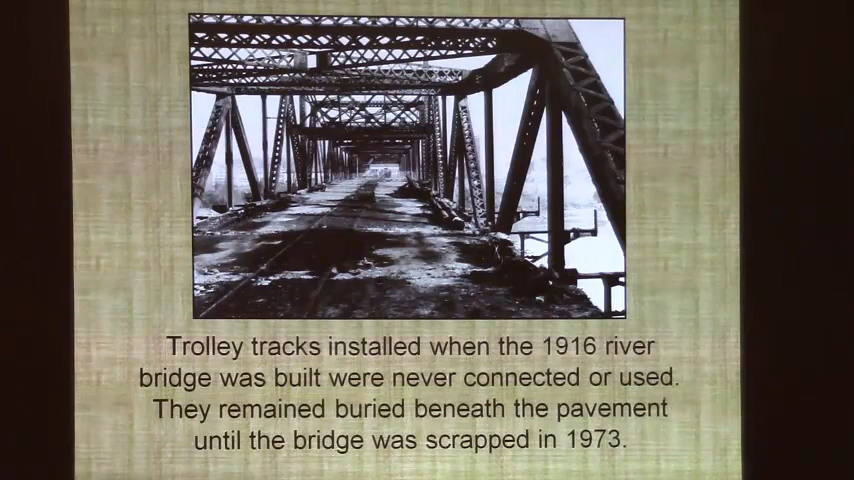 Trolley tracks installed when the 1916 river
bridge was built were never connected or used.
They remained buried beneath the pavement
until the bridge was scrapped in 1973.